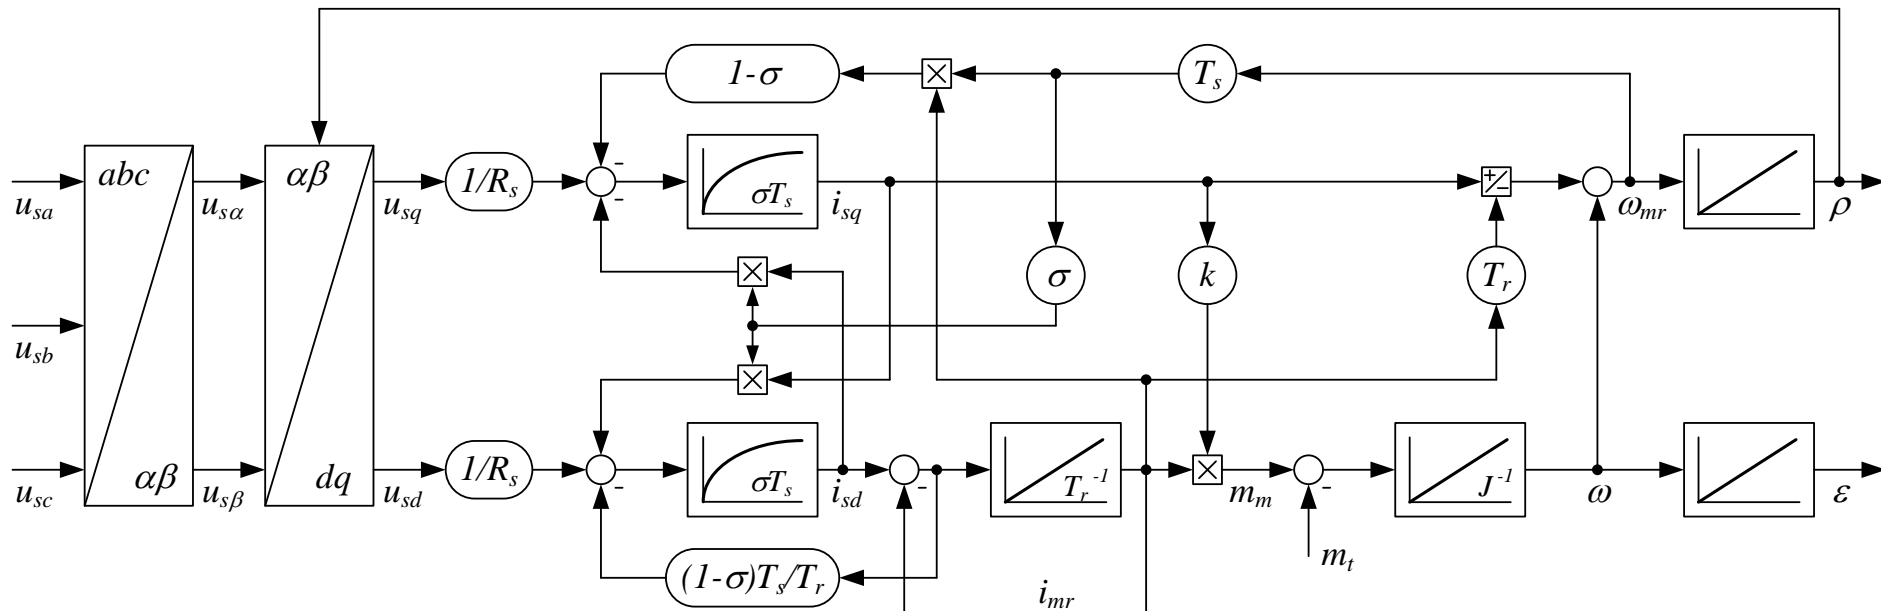 1-σ
×
T_s
abc
αβ
1/R_s
-
-
σT_s
+/−
u_sa
u_sα
u_sq
i_sq
ω_mr
ρ
×
σ
k
T_r
u_sb
×
αβ
dq
1/R_s
-
σT_s
-
T_r^-1
×
-
J^-1
u_sc
u_sβ
u_sd
i_sd
m_m
ω
ε
(1-σ)T_s/T_r
m_t
i_mr